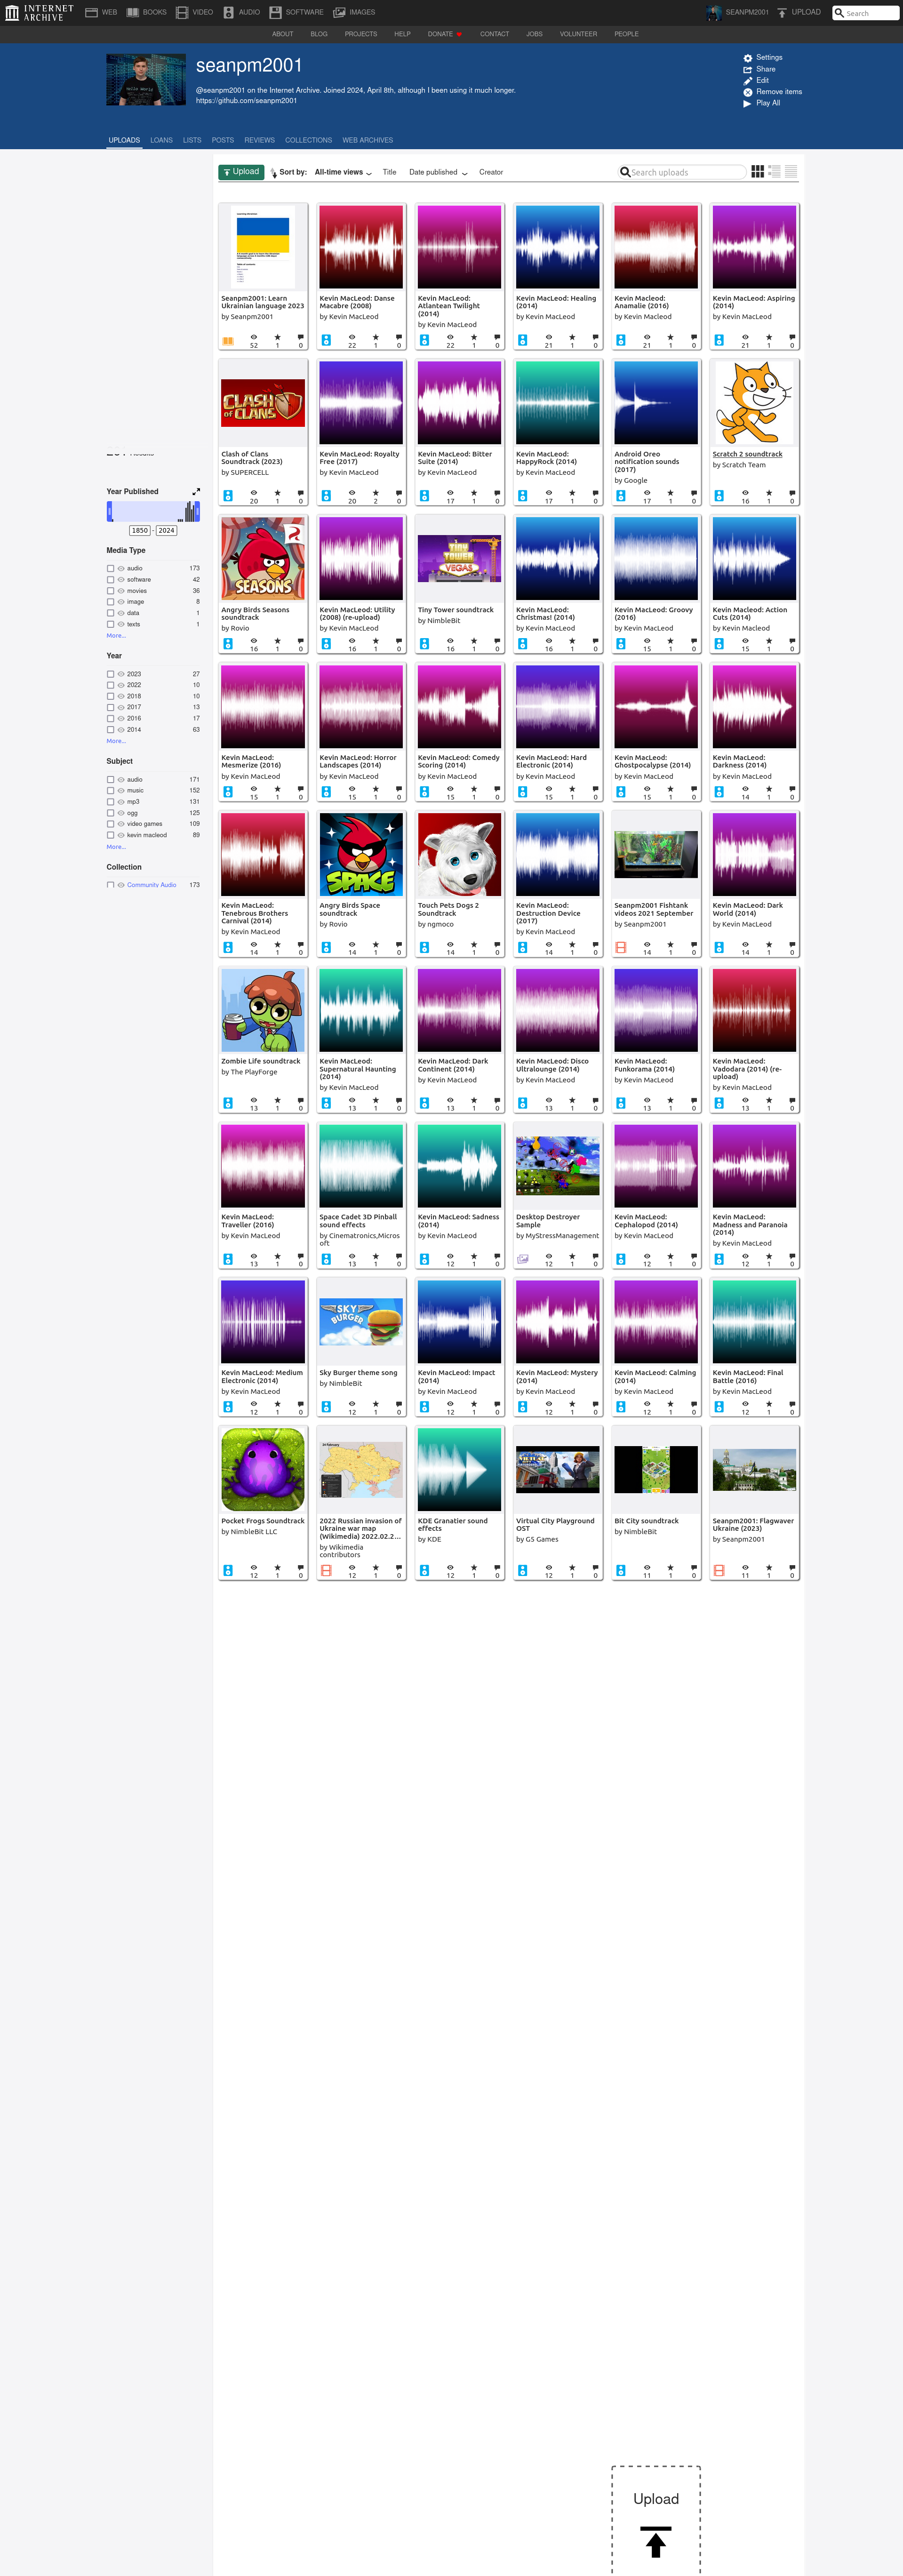 INTERNET ARCHIVE
WEB BOOKS VIDEO AUDIO SOFTWARE IMAGES
SEANPM2001 UPLOAD Search
ABOUT BLOG PROJECTS HELP DONATE CONTACT JOBS VOLUNTEER PEOPLE
seanpm2001
@seanpm2001 on the Internet Archive. Joined 2024, April 8th, although I been using it much longer.
https://github.com/seanpm2001
Settings
Share
Edit
Remove items
Play All
UPLOADS LOANS LISTS POSTS REVIEWS COLLECTIONS WEB ARCHIVES
Upload Sort by: All-time views Title Date published Creator Search uploads
Year Published
1850 - 2024
Media Type
audio 173
software 42
movies 36
image 8
data 1
texts 1
More...
Year
2023 27
2022 10
2018 10
2017 13
2016 17
2014 63
More...
Subject
audio 171
music 152
mp3 131
ogg 125
video games 109
kevin macleod 89
More...
Collection
Community Audio 173
Seanpm2001: Learn
Ukrainian language 2023
by Seanpm2001
52 1 0
Kevin MacLeod: Danse
Macabre (2008)
by Kevin MacLeod
22 1 0
Kevin MacLeod:
Atlantean Twilight
(2014)
by Kevin MacLeod
22 1 0
Kevin MacLeod: Healing
(2014)
by Kevin MacLeod
21 1 0
Kevin Macleod:
Anamalie (2016)
by Kevin Macleod
21 1 0
Kevin MacLeod: Aspiring
(2014)
by Kevin MacLeod
21 1 0
CLASH
OF CLANS
Clash of Clans
Soundtrack (2023)
by SUPERCELL
20 1 0
Kevin MacLeod: Royalty
Free (2017)
by Kevin MacLeod
20 2 0
Kevin MacLeod: Bitter
Suite (2014)
by Kevin MacLeod
17 1 0
Kevin MacLeod:
HappyRock (2014)
by Kevin MacLeod
17 1 0
Android Oreo
notification sounds
(2017)
by Google
17 1 0
Scratch 2 soundtrack
by Scratch Team
16 1 0
SEASONS
Angry Birds Seasons
soundtrack
by Rovio
16 1 0
Kevin MacLeod: Utility
(2008) (re-upload)
by Kevin MacLeod
16 1 0
TINY
TOWER
VEGAS
Tiny Tower soundtrack
by NimbleBit
16 1 0
Kevin MacLeod:
Christmas! (2014)
by Kevin MacLeod
16 1 0
Kevin MacLeod: Groovy
(2016)
by Kevin MacLeod
15 1 0
Kevin Macleod: Action
Cuts (2014)
by Kevin Macleod
15 1 0
Kevin MacLeod:
Mesmerize (2016)
by Kevin MacLeod
15 1 0
Kevin MacLeod: Horror
Landscapes (2014)
by Kevin MacLeod
15 1 0
Kevin MacLeod: Comedy
Scoring (2014)
by Kevin MacLeod
15 1 0
Kevin MacLeod: Hard
Electronic (2014)
by Kevin MacLeod
15 1 0
Kevin MacLeod:
Ghostpocalypse (2014)
by Kevin MacLeod
15 1 0
Kevin MacLeod:
Darkness (2014)
by Kevin MacLeod
14 1 0
Kevin MacLeod:
Tenebrous Brothers
Carnival (2014)
by Kevin MacLeod
14 1 0
SPACE
Angry Birds Space
soundtrack
by Rovio
14 1 0
Touch Pets Dogs 2
Soundtrack
by ngmoco
14 1 0
Kevin MacLeod:
Destruction Device
(2017)
by Kevin MacLeod
14 1 0
Seanpm2001 Fishtank
videos 2021 September
by Seanpm2001
14 1 0
Kevin MacLeod: Dark
World (2014)
by Kevin MacLeod
14 1 0
Zombie Life soundtrack
by The PlayForge
13 1 0
Kevin MacLeod:
Supernatural Haunting
(2014)
by Kevin MacLeod
13 1 0
Kevin MacLeod: Dark
Continent (2014)
by Kevin MacLeod
13 1 0
Kevin MacLeod: Disco
Ultralounge (2014)
by Kevin MacLeod
13 1 0
Kevin MacLeod:
Funkorama (2014)
by Kevin MacLeod
13 1 0
Kevin MacLeod:
Vadodara (2014) (re-
upload)
by Kevin MacLeod
13 1 0
Kevin MacLeod:
Traveller (2016)
by Kevin MacLeod
13 1 0
Space Cadet 3D Pinball
sound effects
by Cinematronics,Micros
oft
13 1 0
Kevin MacLeod: Sadness
(2014)
by Kevin MacLeod
12 1 0
Desktop Destroyer
Sample
by MyStressManagement
12 1 0
Kevin MacLeod:
Cephalopod (2014)
by Kevin MacLeod
12 1 0
Kevin MacLeod:
Madness and Paranoia
(2014)
by Kevin MacLeod
12 1 0
Kevin MacLeod: Medium
Electronic (2014)
by Kevin MacLeod
12 1 0
SKY
BURGER
Sky Burger theme song
by NimbleBit
12 1 0
Kevin MacLeod: Impact
(2014)
by Kevin MacLeod
12 1 0
Kevin MacLeod: Mystery
(2014)
by Kevin MacLeod
12 1 0
Kevin MacLeod: Calming
(2014)
by Kevin MacLeod
12 1 0
Kevin MacLeod: Final
Battle (2016)
by Kevin MacLeod
12 1 0
Pocket Frogs Soundtrack
by NimbleBit LLC
12 1 0
2022 Russian invasion of
Ukraine war map
(Wikimedia) 2022.02.2...
by Wikimedia
contributors
12 1 0
KDE Granatier sound
effects
by KDE
12 1 0
Virtual City Playground
OST
by G5 Games
12 1 0
Bit City soundtrack
by NimbleBit
11 1 0
Seanpm2001: Flagwaver
Ukraine (2023)
by Seanpm2001
11 1 0
Upload